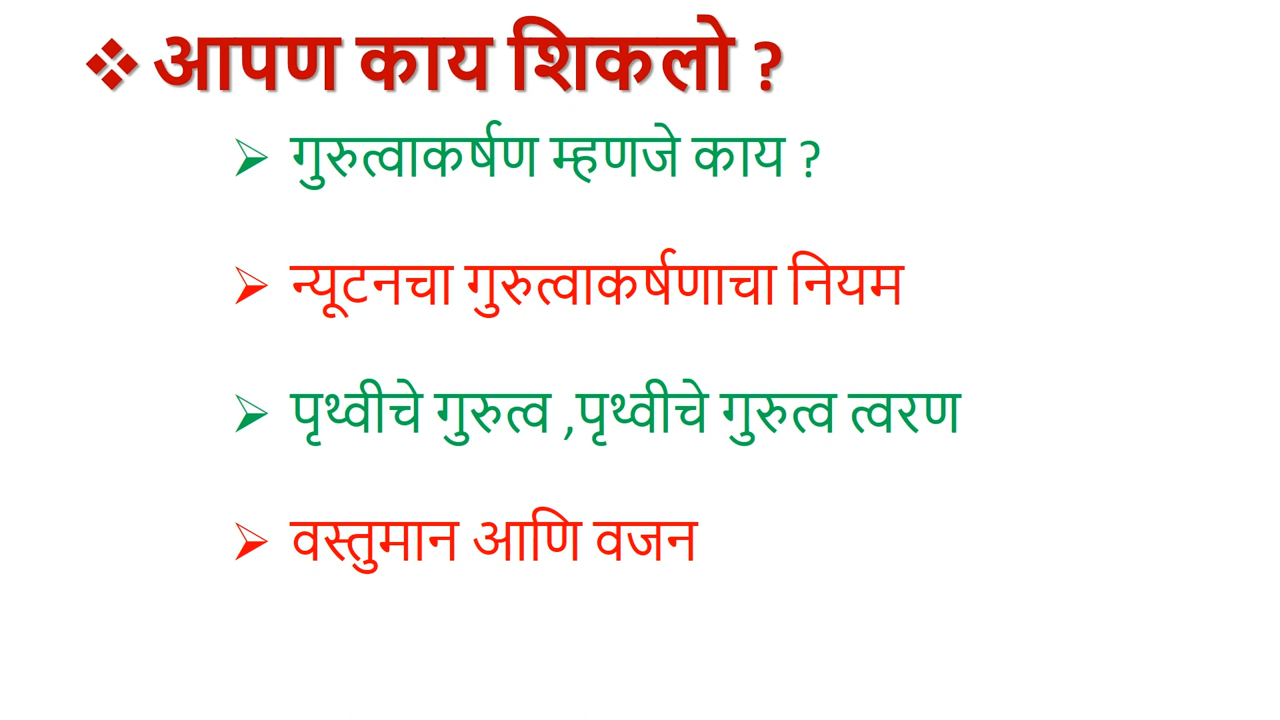 ❖ आपण काय शिकलो ?
➢ गुरुत्वाकर्षण म्हणजे काय ?
➢ न्यूटनचा गुरुत्वाकर्षणाचा नियम
➢ पृथ्वीचे गुरुत्व ,पृथ्वीचे गुरुत्व त्वरण
➢ वस्तुमान आणि वजन